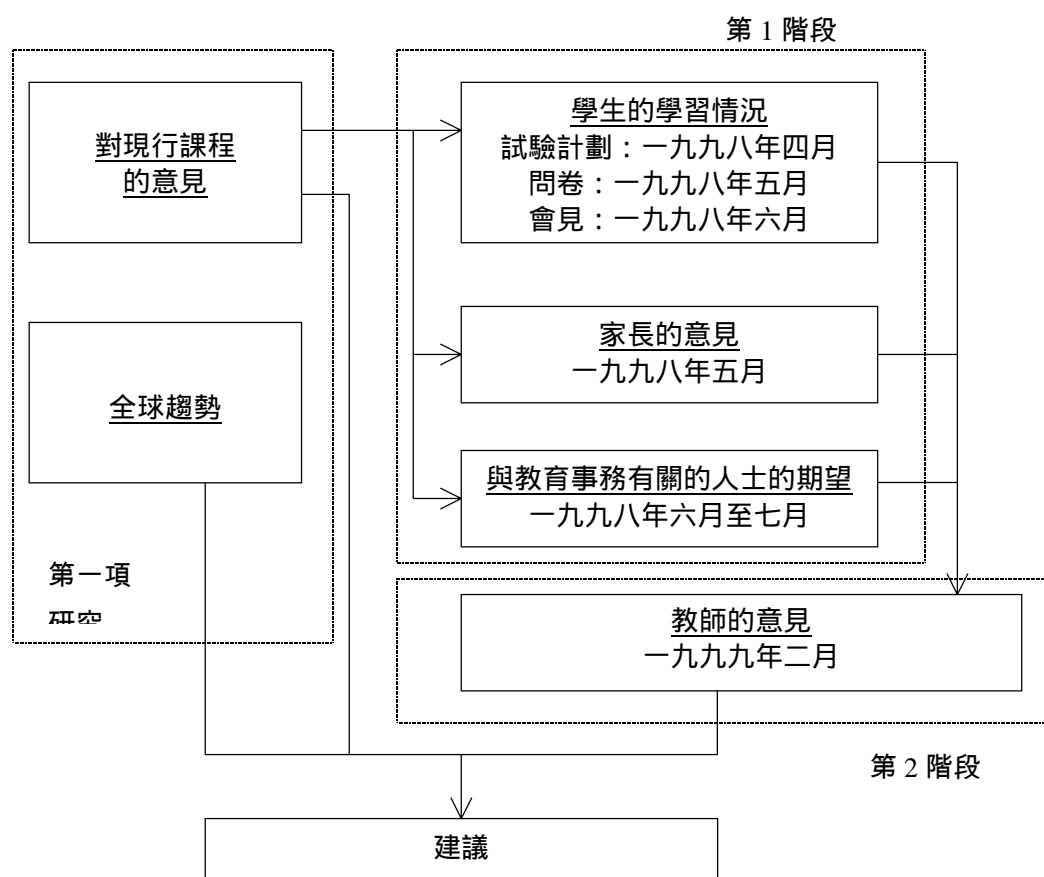 第 1 階段
對現行課程
的意見
學生的學習情況
試驗計劃：一九九八年四月
問卷：一九九八年五月
會見：一九九八年六月
家長的意見
一九九八年五月
全球趨勢
與教育事務有關的人士的期望
一九九八年六月至七月
第一項
研究
教師的意見
一九九九年二月
第 2 階段
建議